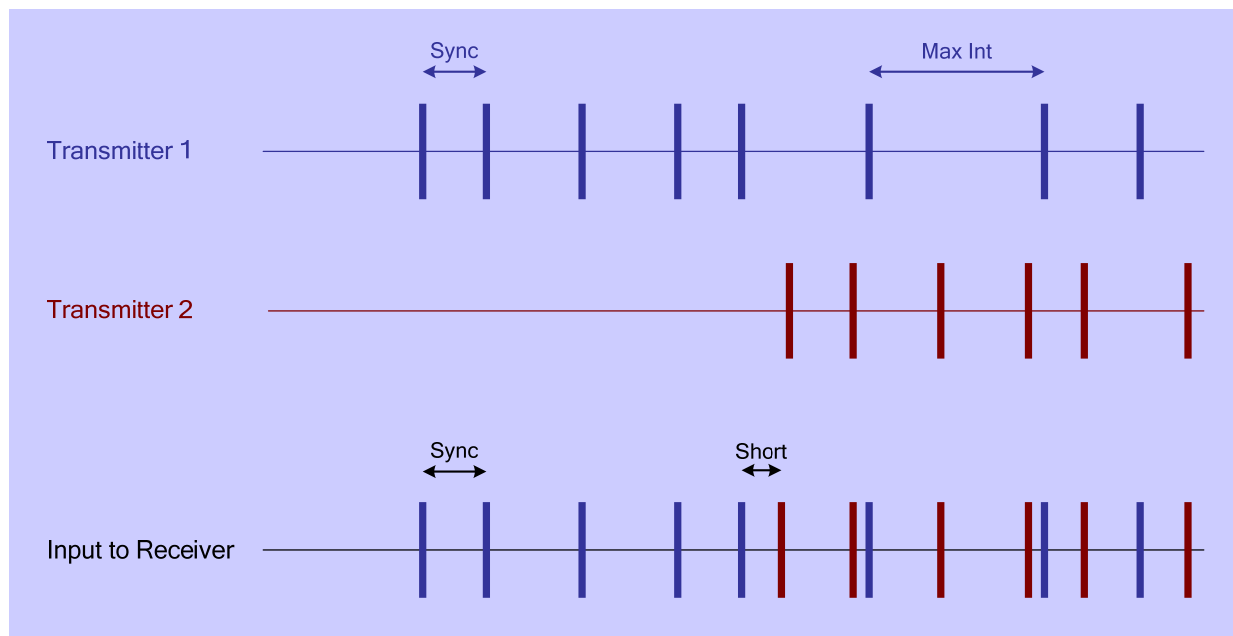 Sync
Max Int
Transmitter 1
Transmitter 2
Sync
Short
Input to Receiver